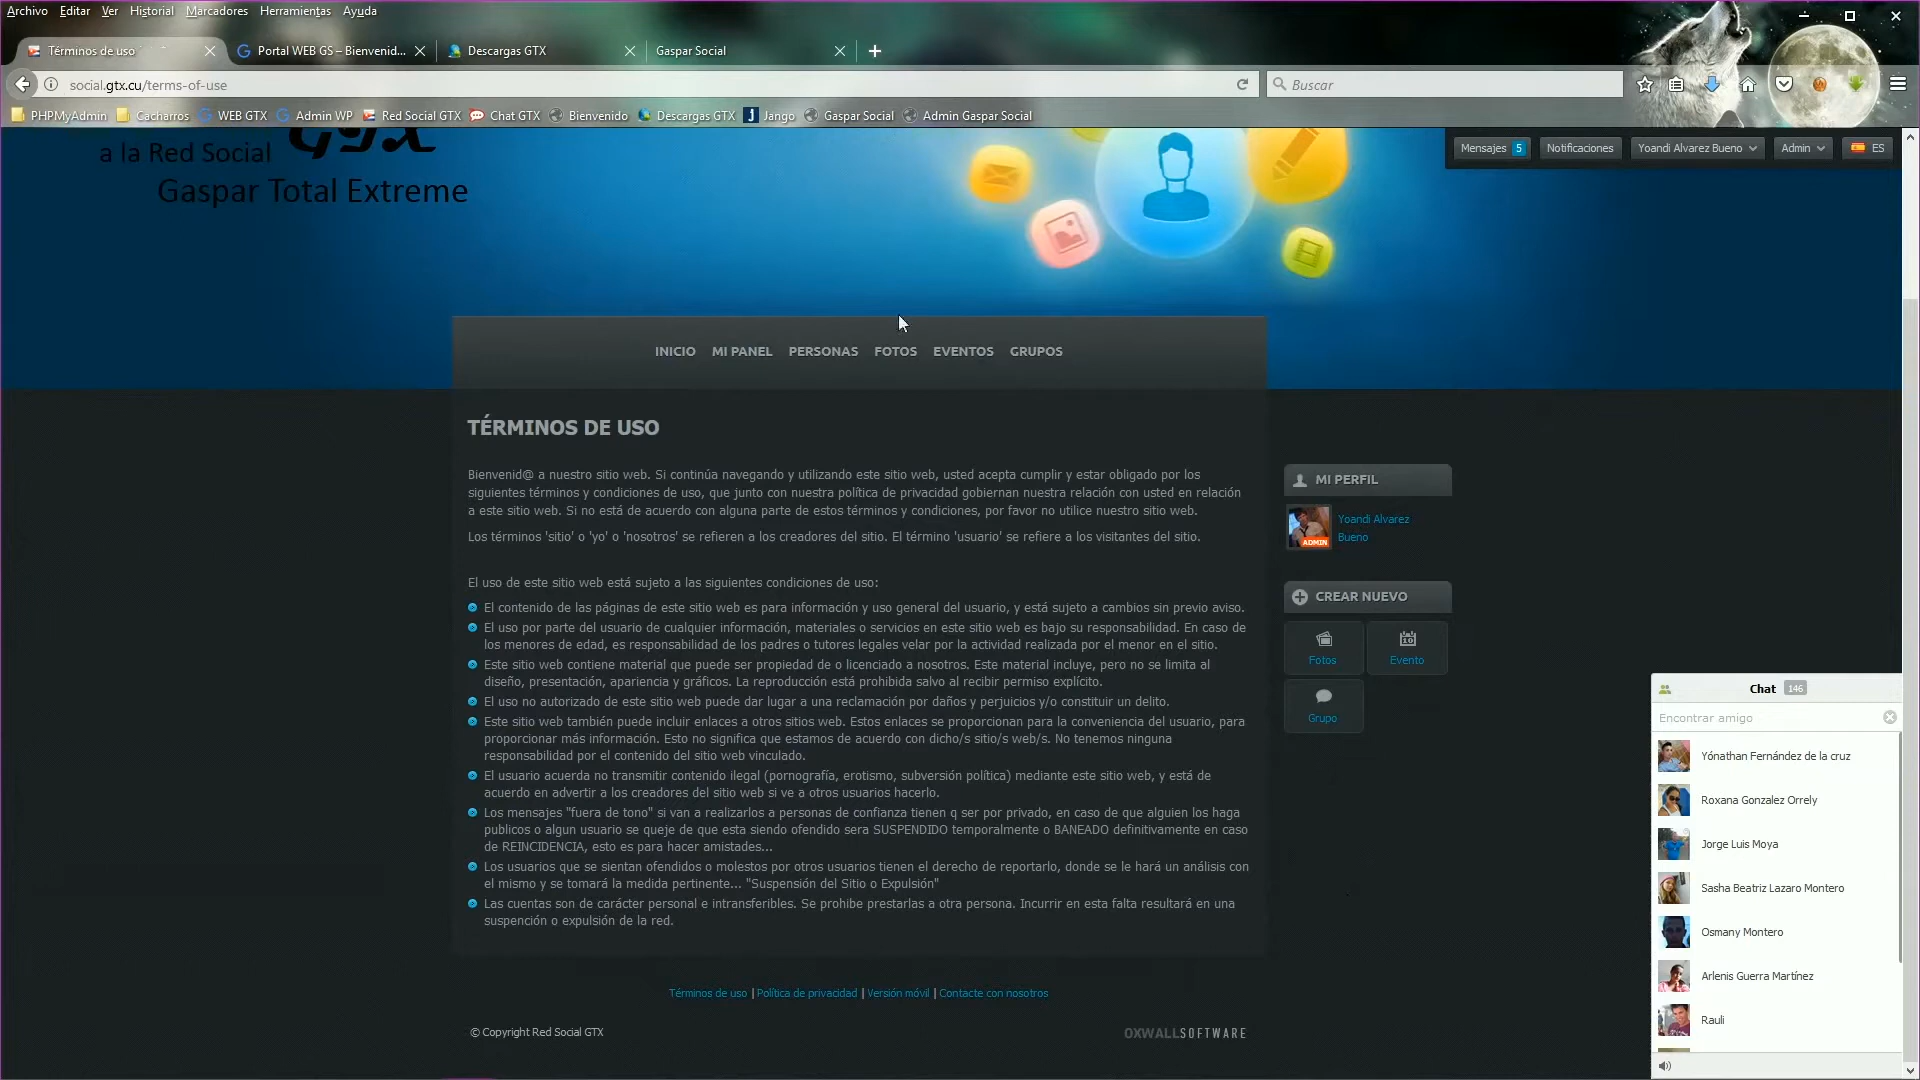 Archivo Editar Ver Historial Marcadores Herramientas Ayuda
Términos de uso
Portal WEB GS – Bienvenid...
Descargas GTX
Gaspar Social
social.gtx.cu/terms-of-use
Buscar
PHPMyAdmin Cacharros WEB GTX Admin WP Red Social GTX Chat GTX Bienvenido Descargas GTX Jango Gaspar Social Admin Gaspar Social
a la Red Social
Gaspar Total Extreme
Mensajes 5 Notificaciones Yoandi Alvarez Bueno Admin ES
INICIO MI PANEL PERSONAS FOTOS EVENTOS GRUPOS
TÉRMINOS DE USO
Bienvenid@ a nuestro sitio web. Si continúa navegando y utilizando este sitio web, usted acepta cumplir y estar obligado por los
siguientes términos y condiciones de uso, que junto con nuestra política de privacidad gobiernan nuestra relación con usted en relación
a este sitio web. Si no está de acuerdo con alguna parte de estos términos y condiciones, por favor no utilice nuestro sitio web.
Los términos 'sitio' o 'yo' o 'nosotros' se refieren a los creadores del sitio. El término 'usuario' se refiere a los visitantes del sitio.
El uso de este sitio web está sujeto a las siguientes condiciones de uso:
El contenido de las páginas de este sitio web es para información y uso general del usuario, y está sujeto a cambios sin previo aviso.
El uso por parte del usuario de cualquier información, materiales o servicios en este sitio web es bajo su responsabilidad. En caso de
los menores de edad, es responsabilidad de los padres o tutores legales velar por la actividad realizada por el menor en el sitio.
Este sitio web contiene material que puede ser propiedad de o licenciado a nosotros. Este material incluye, pero no se limita al
diseño, presentación, apariencia y gráficos. La reproducción está prohibida salvo al recibir permiso explícito.
El uso no autorizado de este sitio web puede dar lugar a una reclamación por daños y perjuicios y/o constituir un delito.
Este sitio web también puede incluir enlaces a otros sitios web. Estos enlaces se proporcionan para la conveniencia del usuario, para
proporcionar más información. Esto no significa que estamos de acuerdo con dicho/s sitio/s web/s. No tenemos ninguna
responsabilidad por el contenido del sitio web vinculado.
El usuario acuerda no transmitir contenido ilegal (pornografía, erotismo, subversión política) mediante este sitio web, y está de
acuerdo en advertir a los creadores del sitio web si ve a otros usuarios hacerlo.
Los mensajes "fuera de tono" si van a realizarlos a personas de confianza tienen q ser por privado, en caso de que alguien los haga
publicos o algun usuario se queje de que esta siendo ofendido sera SUSPENDIDO temporalmente o BANEADO definitivamente en caso
de REINCIDENCIA, esto es para hacer amistades...
Los usuarios que se sientan ofendidos o molestos por otros usuarios tienen el derecho de reportarlo, donde se le hará un análisis con
el mismo y se tomará la medida pertinente... "Suspensión del Sitio o Expulsión"
Las cuentas son de carácter personal e intransferibles. Se prohibe prestarlas a otra persona. Incurrir en esta falta resultará en una
suspención o expulsión de la red.
MI PERFIL
ADMIN
Yoandi Alvarez
Bueno
CREAR NUEVO
Fotos
Evento
Grupo
Chat 146
Encontrar amigo
Yónathan Fernández de la cruz
Roxana Gonzalez Orrely
Jorge Luis Moya
Sasha Beatriz Lazaro Montero
Osmany Montero
Arlenis Guerra Martínez
Rauli
Términos de uso | Política de privacidad | Versión móvil | Contacte con nosotros
© Copyright Red Social GTX
OXWALLSOFTWARE